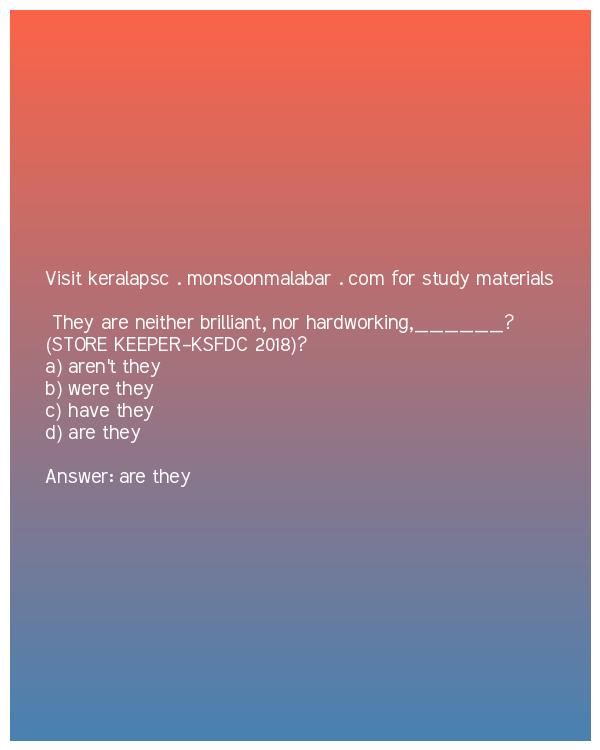 Visit keralapsc . monsoonmalabar . com for study materials
They are neither brilliant, nor hardworking,______?
(STORE KEEPER-KSFDC 2018)?
a) aren't they
b) were they
c) have they
d) are they
Answer: are they